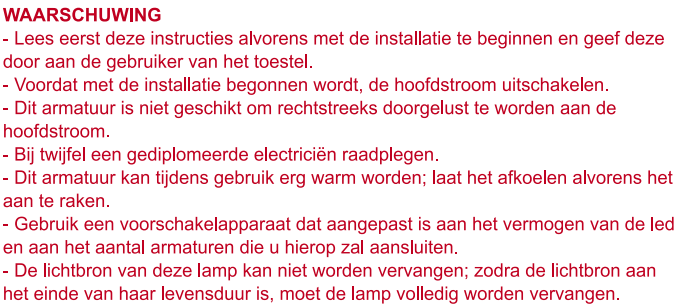 WAARSCHUWING
- Lees eerst deze instructies alvorens met de installatie te beginnen en geef deze
door aan de gebruiker van het toestel.
- Voordat met de installatie begonnen wordt, de hoofdstroom uitschakelen.
- Dit armatuur is niet geschikt om rechtstreeks doorgelust te worden aan de
hoofdstroom.
- Bij twijfel een gediplomeerde electriciën raadplegen.
- Dit armatuur kan tijdens gebruik erg warm worden; laat het afkoelen alvorens het
aan te raken.
- Gebruik een voorschakelapparaat dat aangepast is aan het vermogen van de led
en aan het aantal armaturen die u hierop zal aansluiten.
- De lichtbron van deze lamp kan niet worden vervangen; zodra de lichtbron aan
het einde van haar levensduur is, moet de lamp volledig worden vervangen.